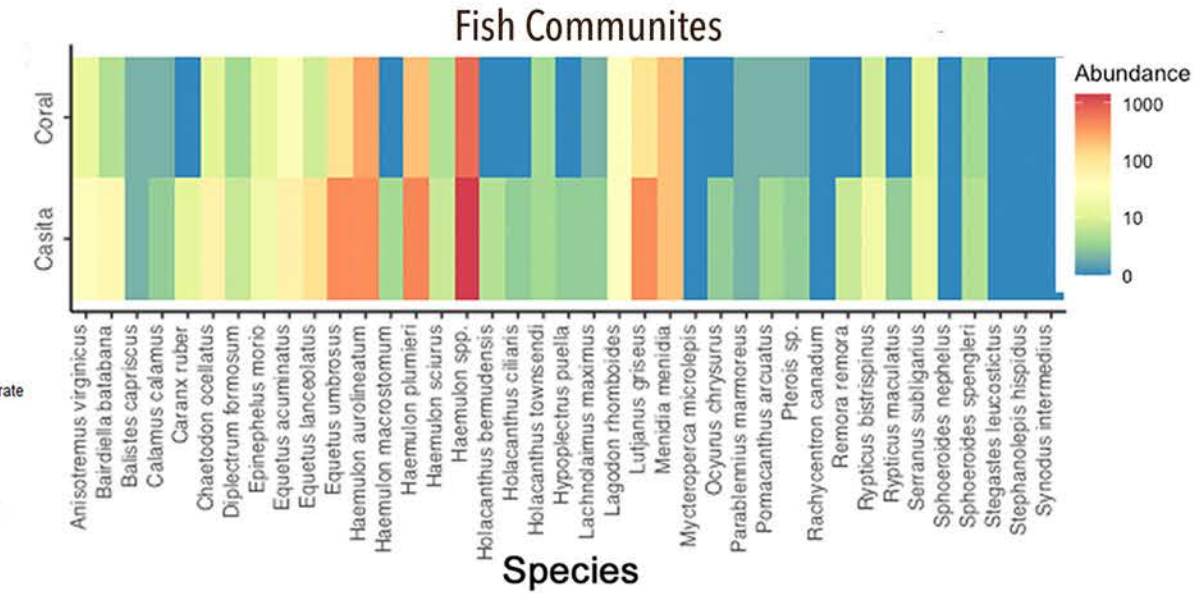 Fish Communites
Coral
Casita
Abundance
1000
100
10
0
rate
Anisotremus virginicus
Bairdiella batabana
Balistes capriscus
Calamus calamus
Caranx ruber
Chaetodon ocellatus
Diplectrum formosum
Epinephelus morio
Equetus acuminatus
Equetus lanceolatus
Equetus umbrosus
Haemulon aurolineatum
Haemulon macrostomum
Haemulon plumieri
Haemulon sciurus
Haemulon spp.
Holacanthus bermudensis
Holacanthus ciliaris
Holacanthus townsendi
Hypoplectrus puella
Lachnolaimus maximus
Lagodon rhomboides
Lutjanus griseus
Menidia menidia
Mycteroperca microlepis
Ocyurus chrysurus
Parablennius marmoreus
Pomacanthus arcuatus
Pterois sp.
Rachycentron canadum
Remora remora
Rypticus bistrispinus
Rypticus maculatus
Serranus subligarius
Sphoeroides nephelus
Sphoeroides spengleri
Stegastes leucostictus
Stephanolepis hispidus
Synodus intermedius
Species